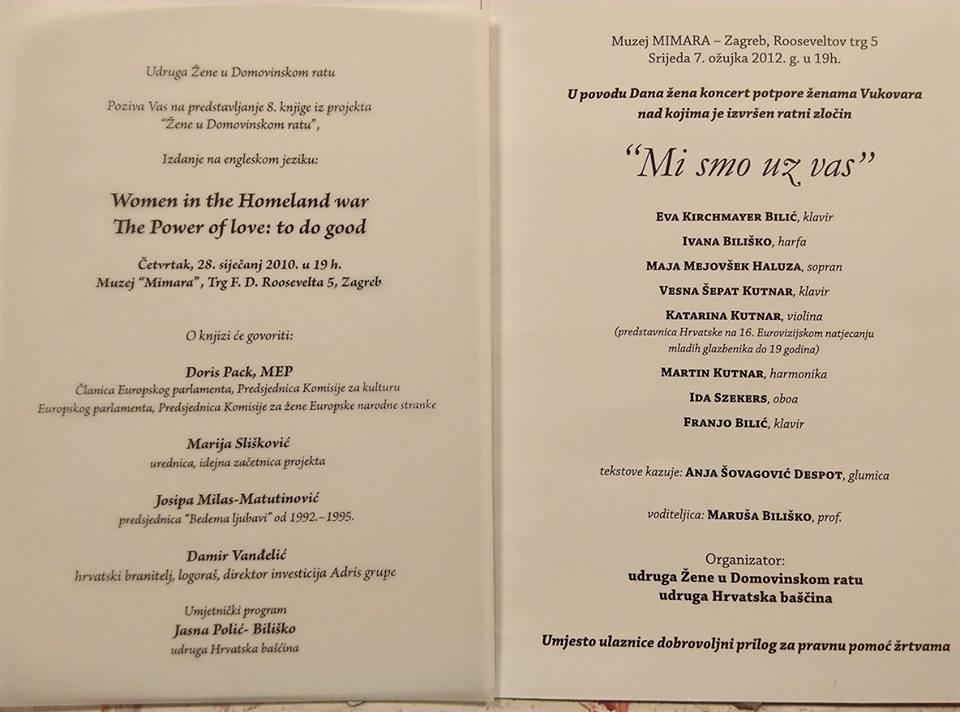 Udruga Žene u Domovinskom ratu
Poziva Vas na predstavljanje 8. knjige iz projekta
"Žene u Domovinskom ratu",
Izdanje na engleskom jeziku:
Women in the Homeland war
The Power of love: to do good
Četvrtak, 28. siječanj 2010. u 19 h.
Muzej "Mimara", Trg F. D. Roosevelta 5, Zagreb
O knjizi će govoriti:
Doris Pack, MEP
Članica Europskog parlamenta, Predsjednica Komisije za kulturu
Europskog parlamenta, Predsjednica Komisije za žene Europske narodne stranke
Marija Slišković
urednica, idejna začetnica projekta
Josipa Milas-Matutinović
predsjednica "Bedema ljubavi" od 1992.–1995.
Damir Vanđelić
hrvatski branitelj, logoraš, direktor investicija Adris grupe
Umjetnički program
Jasna Polić- Biliško
udruga Hrvatska bašćina
Muzej MIMARA – Zagreb, Rooseveltov trg 5
Srijeda 7. ožujka 2012. g. u 19h.
U povodu Dana žena koncert potpore ženama Vukovara
nad kojima je izvršen ratni zločin
"Mi smo uz vas"
EVA KIRCHMAYER BILIĆ, klavir
IVANA BILIŠKO, harfa
MAJA MEJOVŠEK HALUZA, sopran
VESNA ŠEPAT KUTNAR, klavir
KATARINA KUTNAR, violina
(predstavnica Hrvatske na 16. Eurovizijskom natjecanju
mladih glazbenika do 19 godina)
MARTIN KUTNAR, harmonika
IDA SZEKERS, oboa
FRANJO BILIĆ, klavir
tekstove kazuje: ANJA ŠOVAGOVIĆ DESPOT, glumica
voditeljica: MARUŠA BILIŠKO, prof.
Organizator:
udruga Žene u Domovinskom ratu
udruga Hrvatska baščina
Umjesto ulaznice dobrovoljni prilog za pravnu pomoć žrtvama